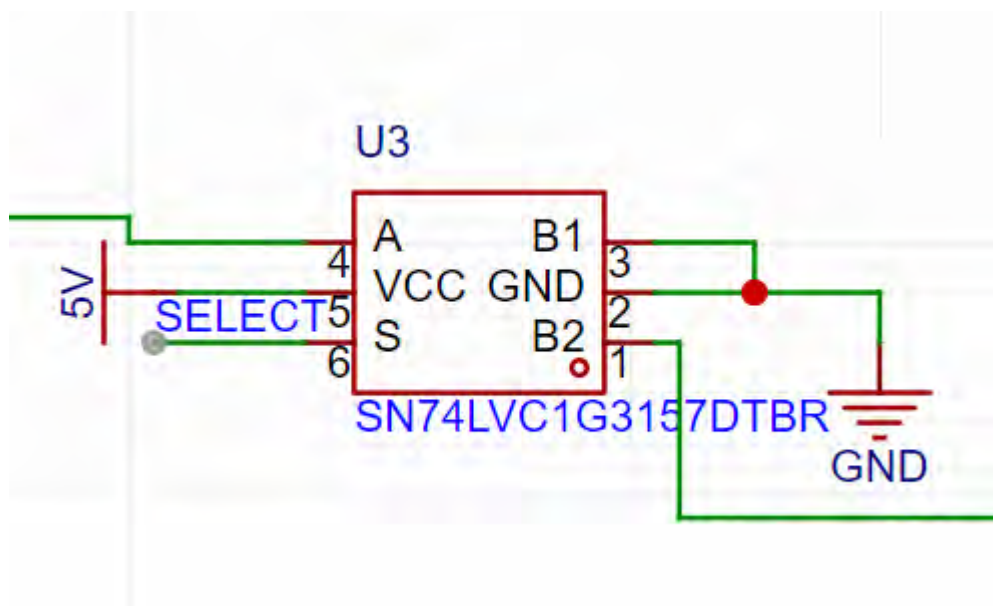 U3
A B1
4 3
5V VCC GND
SELECT 5 2
S B2
6 1
SN74LVC1G3157DTBR
GND